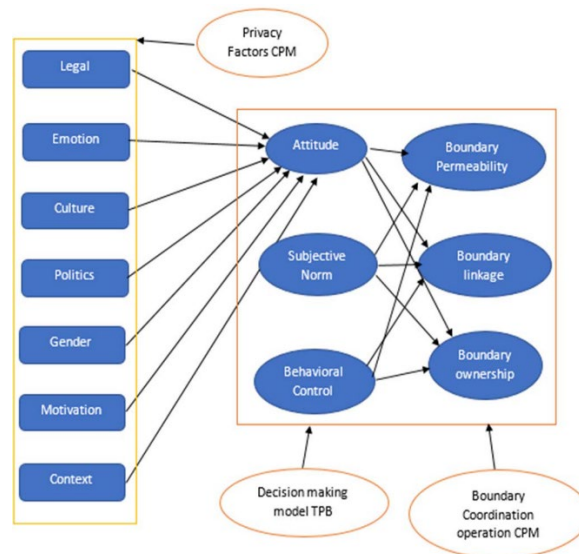 Privacy
Factors CPM
Legal
Emotion
Culture
Politics
Gender
Motivation
Context
Attitude
Subjective
Norm
Behavioral
Control
Boundary
Permeability
Boundary
linkage
Boundary
ownership
Decision making
model TPB
Boundary
Coordination
operation CPM